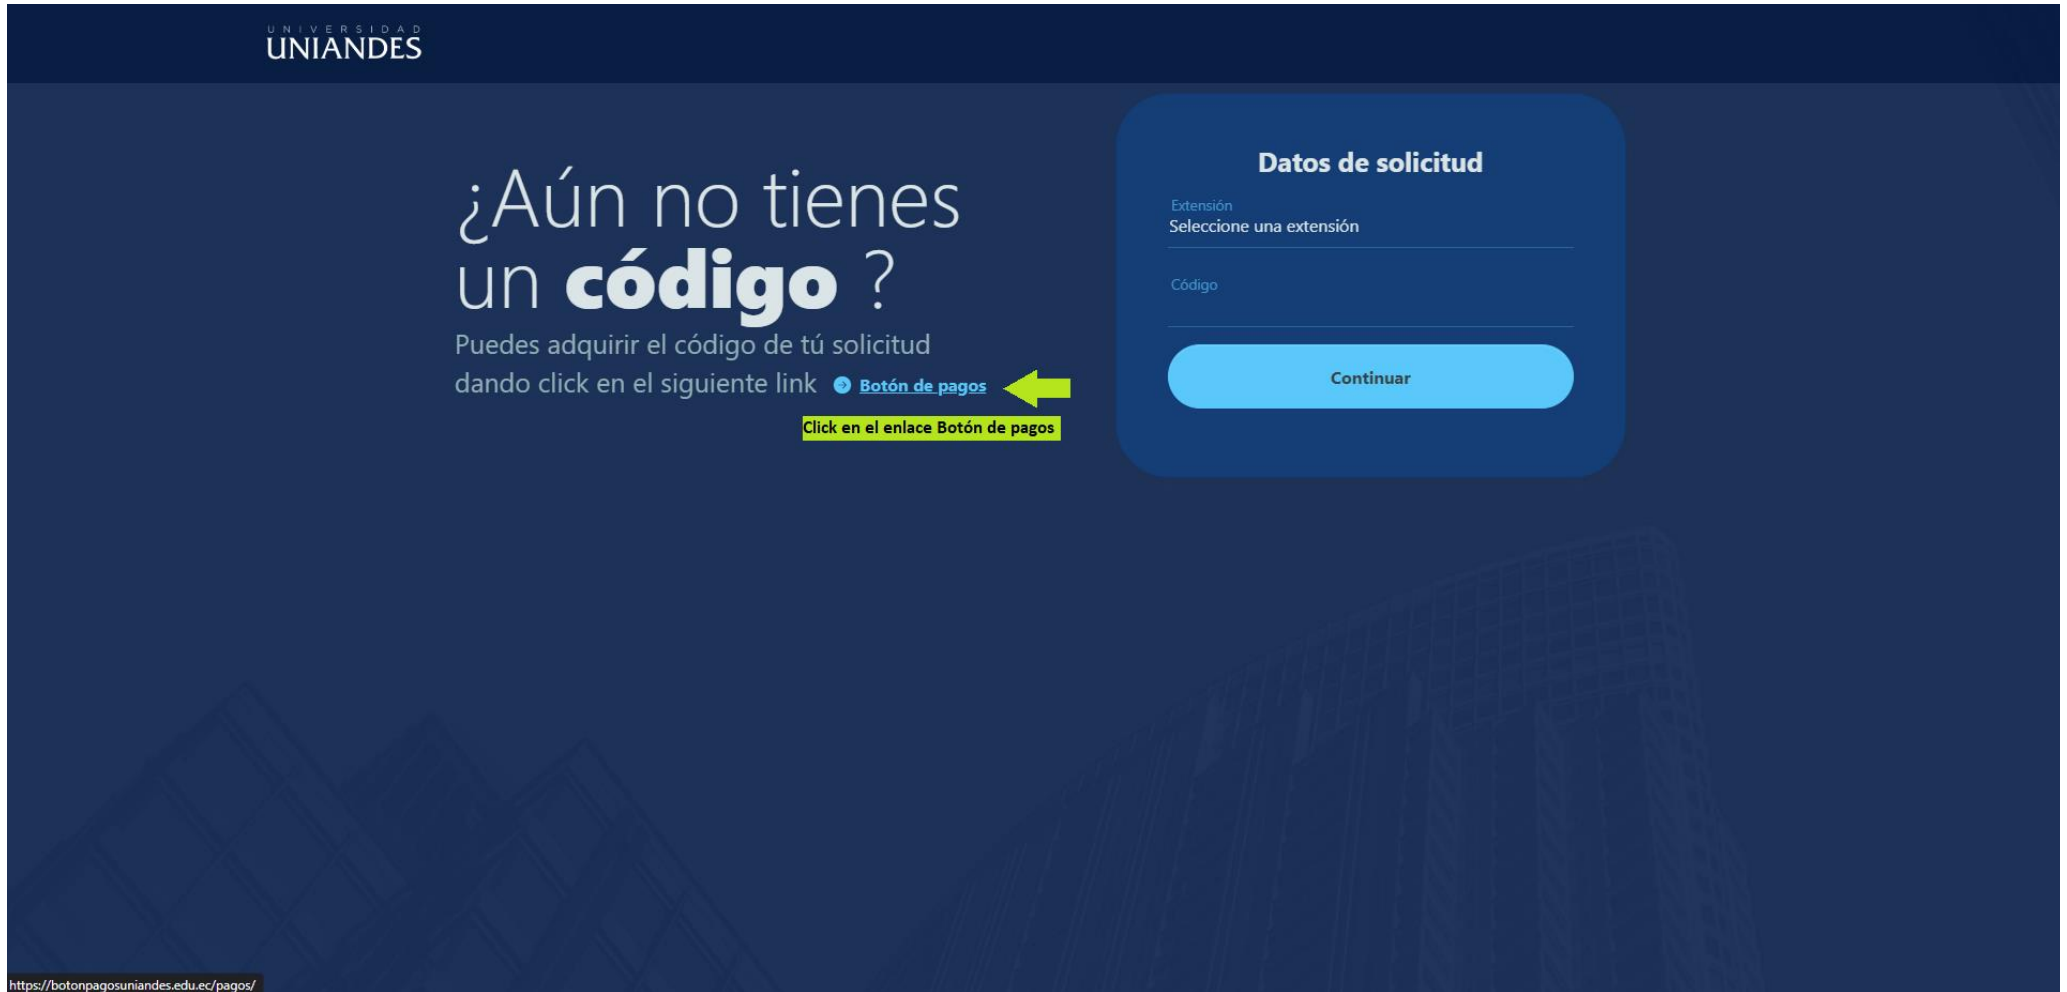 UNIVERSIDAD
UNIANDES
¿Aún no tienes
un código ?
Puedes adquirir el código de tú solicitud
dando click en el siguiente link Botón de pagos
Click en el enlace Botón de pagos
Datos de solicitud
Extensión
Seleccione una extensión
Código
Continuar
https://botonpagosuniandes.edu.ec/pagos/